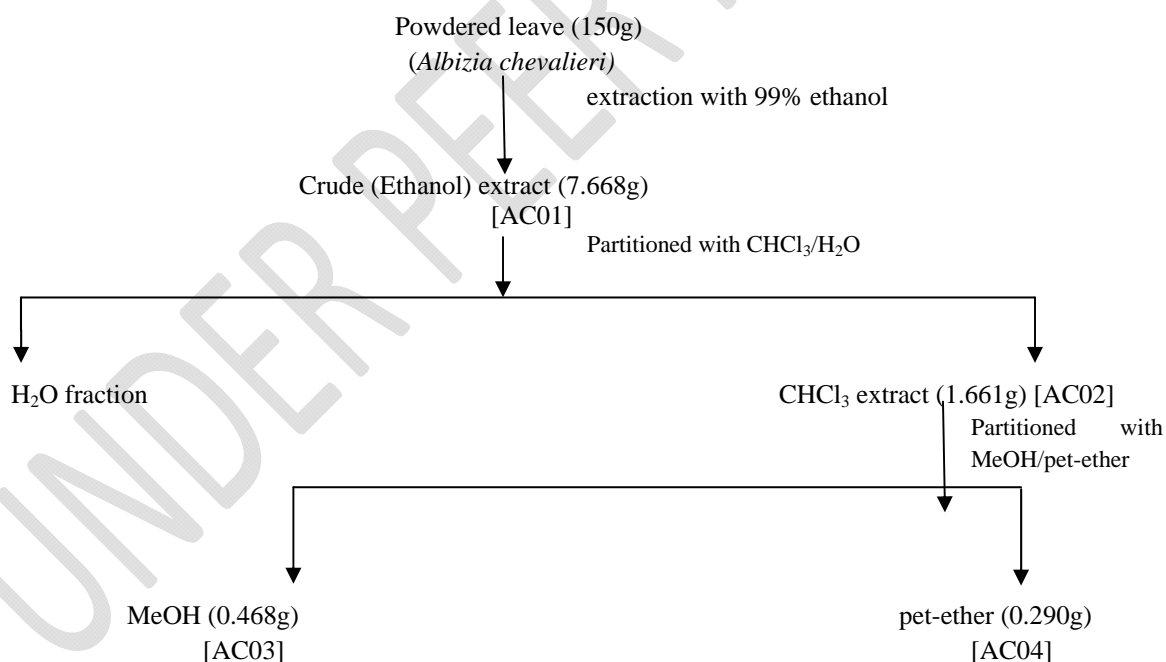 Powdered leave (150g)
(Albizia chevalieri)
extraction with 99% ethanol
Crude (Ethanol) extract (7.668g)
[AC01]
Partitioned with CHCl₃/H₂O
H₂O fraction
CHCl₃ extract (1.661g) [AC02]
Partitioned with
MeOH/pet-ether
MeOH (0.468g)
[AC03]
pet-ether (0.290g)
[AC04]
UNDER PEER